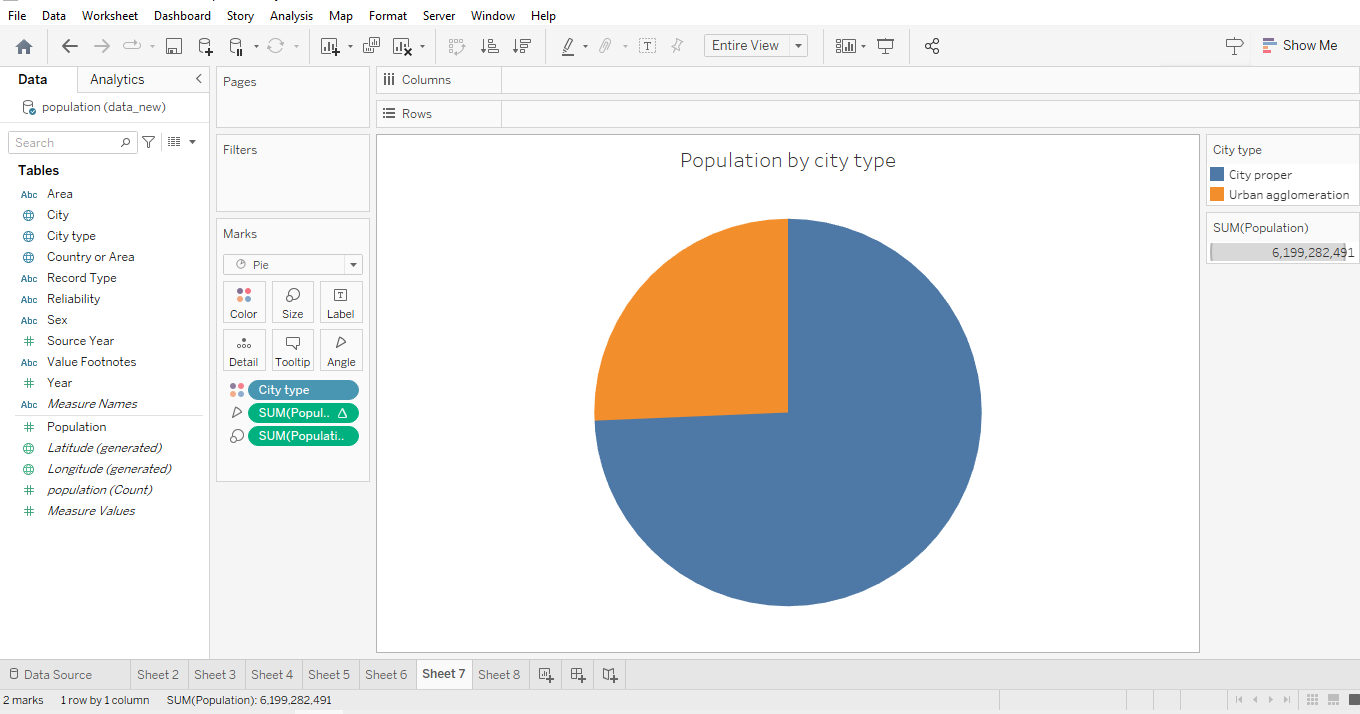 File Data Worksheet Dashboard Story Analysis Map Format Server Window Help
Entire View
Show Me
Data Analytics
population (data_new)
Search
Tables
Abc Area
City
City type
Country or Area
Abc Record Type
Abc Reliability
Abc Sex
Source Year
Abc Value Footnotes
Year
Abc Measure Names
Population
Latitude (generated)
Longitude (generated)
population (Count)
Measure Values
Pages
Filters
Marks
Pie
Color Size Label
Detail Tooltip Angle
City type
SUM(Popul..
SUM(Populati..
Columns
Rows
Population by city type
City type
City proper
Urban agglomeration
SUM(Population)
6,199,282,491
Data Source Sheet 2 Sheet 3 Sheet 4 Sheet 5 Sheet 6 Sheet 7 Sheet 8
2 marks 1 row by 1 column SUM(Population): 6,199,282,491